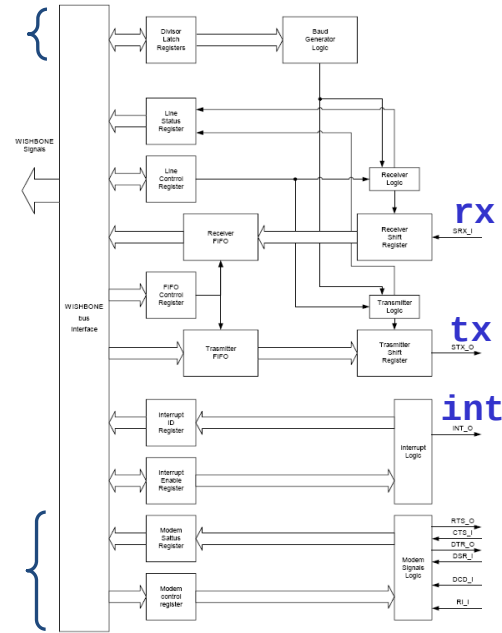 Divisor
Latch
Registers
Baud
Generator
Logic
Line
Status
Register
WISHBONE
Signals
Line
Control
Register
Receiver
Logic
rx
Receiver
FIFO
Receiver
Shift
Register
SRX_I
WISHBONE
bus
interface
FIFO
Control
Register
Transmitter
Logic
tx
Trasmitter
FIFO
Trasmitter
Shift
Register
STX_O
int
Interrupt
ID
Register
INT_O
Interrupt
Logic
Interrupt
Enable
Register
Modem
Sattus
Register
RTS_O
CTS_I
DTR_O
DSR_I
Modem
Signals
Logic
DCD_I
Modem
control
register
RI_I